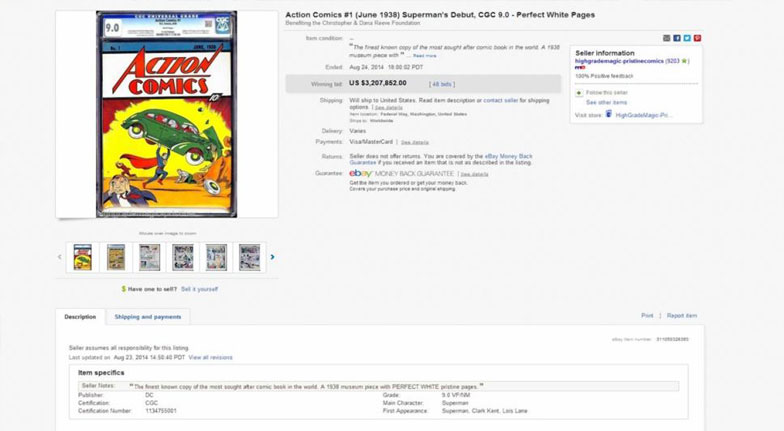 Action Comics #1 (June 1938) Superman's Debut, CGC 9.0 - Perfect White Pages
Benefiting the Christopher & Dana Reeve Foundation
CGC UNIVERSAL GRADE
9.0
No. 1
JUNE, 1938
ACTION
COMICS
10¢
Item condition: --
"The finest known copy of the most sought after comic book in the world. A 1938
museum piece with " ... Read more
Ended: Aug 24, 2014 18:00:02 PDT
Winning bid: US $3,207,852.00 [ 48 bids ]
Shipping: Will ship to United States. Read item description or contact seller for shipping
options. | See details
Item location: Federal Way, Washington, United States
Ships to: Worldwide
Delivery: Varies
Payments: Visa/MasterCard | See details
Returns: Seller does not offer returns. You are covered by the eBay Money Back
Guarantee if you received an item that is not as described in the listing.
Guarantee: ebay MONEY BACK GUARANTEE | See details
Get the item you ordered or get your money back.
Covers your purchase price and original shipping.
Seller information
highgrademagic-pristinecomics (9203 )
me
100% Positive feedback
Follow this seller
See other items
Visit store: HighGradeMagic-Pri...
Mouse over image to zoom
$ Have one to sell? Sell it yourself
Description
Shipping and payments
Print | Report item
eBay item number:
Seller assumes all responsibility for this listing.
Last updated on Aug 23, 2014 14:58:48 PDT View all revisions
Item specifics
Seller Notes: "The finest known copy of the most sought after comic book in the world. A 1938 museum piece with PERFECT WHITE pristine pages."
Publisher: DC Grade: 9.0 VF/NM
Certification: CGC Main Character: Superman
Certification Number 1134755001 First Appearance: Superman, Clark Kent, Lois Lane